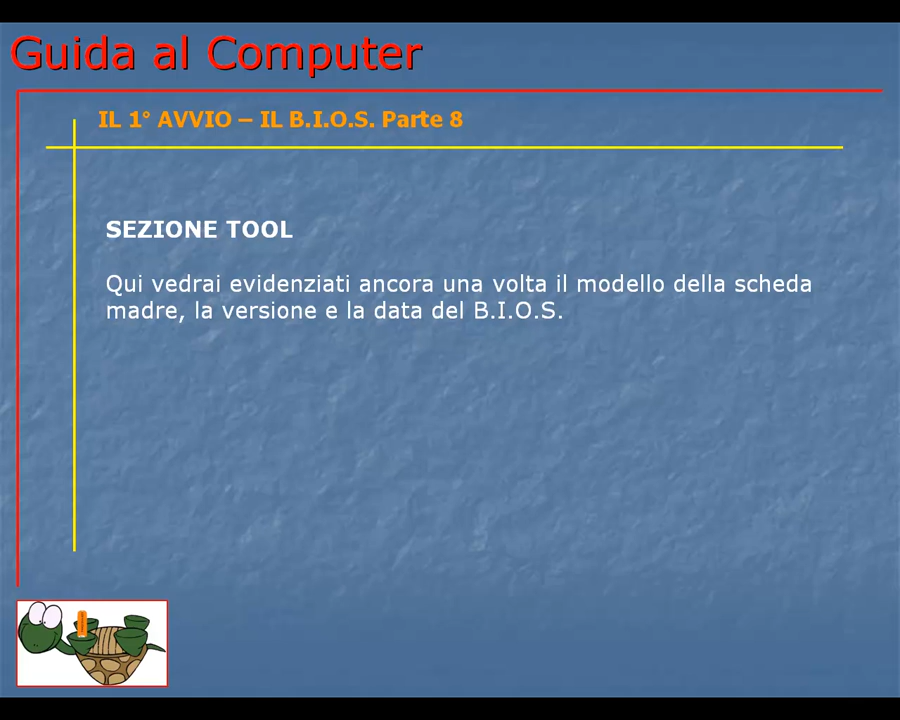 Guida al Computer
IL 1° AVVIO – IL B.I.O.S. Parte 8
SEZIONE TOOL
Qui vedrai evidenziati ancora una volta il modello della scheda
madre, la versione e la data del B.I.O.S.